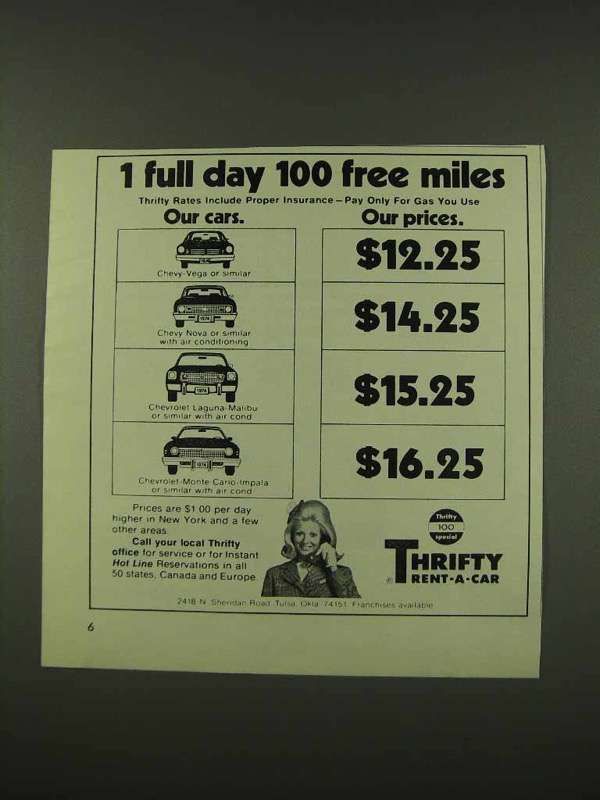 1 full day 100 free miles
Thrifty Rates Include Proper Insurance—Pay Only For Gas You Use
Our cars.
Our prices.
Chevy-Vega or similar
$12.25
1974
Chevy Nova or similar
with air conditioning
$14.25
1974
Chevrolet Laguna-Malibu
or similar with air cond
$15.25
1974
Chevrolet-Monte Carlo-Impala
or similar with air cond
$16.25
Prices are $1.00 per day
higher in New York and a few
other areas.
Call your local Thrifty
office for service or for Instant
Hot Line Reservations in all
50 states, Canada and Europe.
Thrifty
100
special
THRIFTY
® RENT-A-CAR
2418 N. Sheridan Road, Tulsa, Okla. 74151. Franchises available.
6